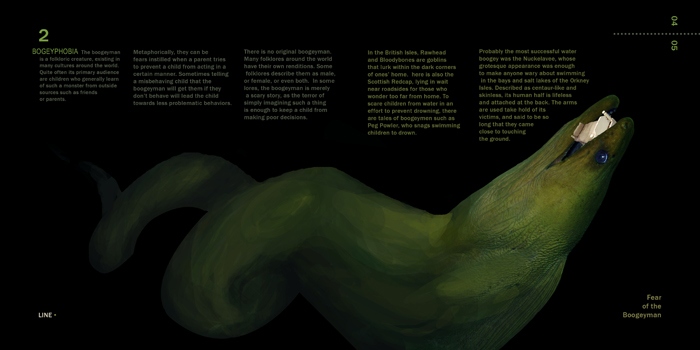 2
BOGEYPHOBIA The boogeyman
is a folkloric creature, existing in
many cultures around the world.
Quite often its primary audience
are children who generally learn
of such a monster from outside
sources such as friends
or parents.
Metaphorically, they can be
fears instilled when a parent tries
to prevent a child from acting in a
certain manner. Sometimes telling
a misbehaving child that the
boogeyman will get them if they
don't behave will lead the child
towards less problematic behaviors.
There is no original boogeyman.
Many folklores around the world
have their own renditions. Some
folklores describe them as male,
or female, or even both. In some
lores, the boogeyman is merely
a scary story, as the terror of
simply imagining such a thing
is enough to keep a child from
making poor decisions.
In the British Isles, Rawhead
and Bloodybones are goblins
that lurk within the dark corners
of ones' home. here is also the
Scottish Redcap, lying in wait
near roadsides for those who
wonder too far from home. To
scare children from water in an
effort to prevent drowning, there
are tales of boogeymen such as
Peg Powler, who snags swimming
children to drown.
Probably the most successful water
boogey was the Nuckelavee, whose
grotesque appearance was enough
to make anyone wary about swimming
in the bays and salt lakes of the Orkney
Isles. Described as centaur-like and
skinless, its human half is lifeless
and attached at the back. The arms
are used take hold of its
victims, and said to be so
long that they came
close to touching
the ground.
04
05
LINE
Fear
of the
Boogeyman